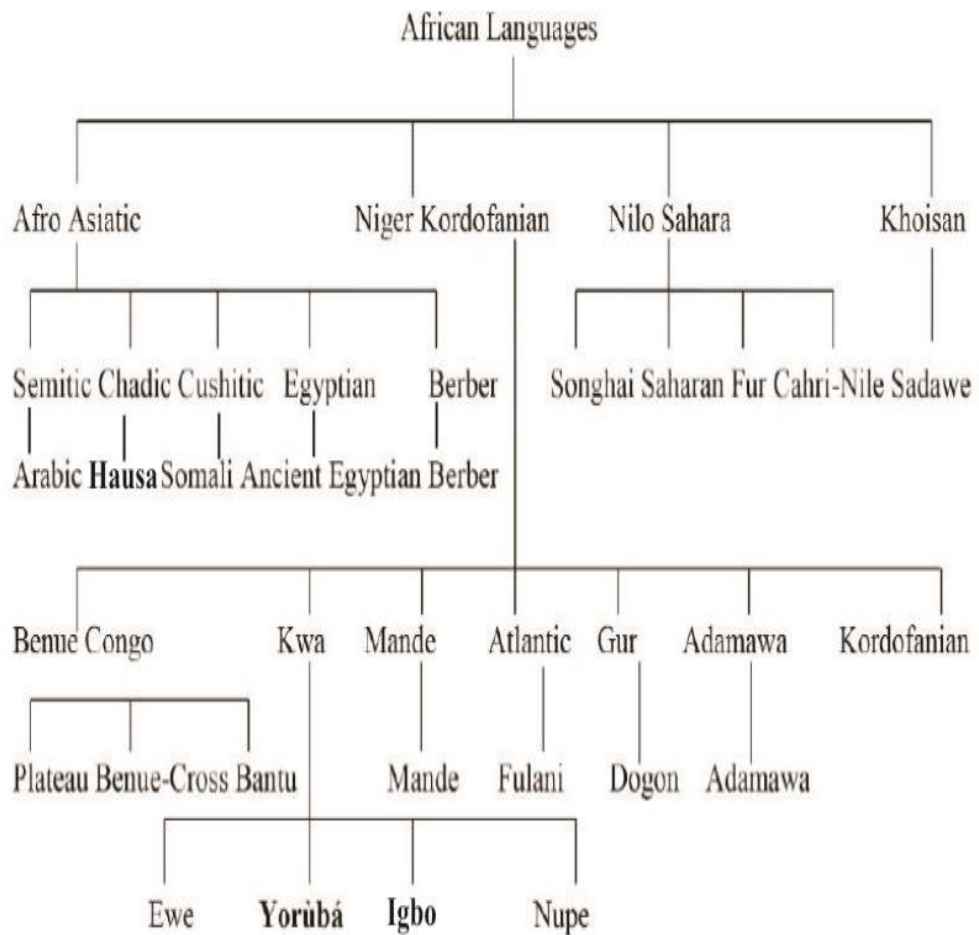 African Languages
Afro Asiatic Niger Kordofanian Nilo Sahara Khoisan
Semitic Chadic Cushitic Egyptian Berber Songhai Saharan Fur Cahri-Nile Sadawe
Arabic Hausa Somali Ancient Egyptian Berber
Benue Congo Kwa Mande Atlantic Gur Adamawa Kordofanian
Plateau Benue-Cross Bantu Mande Fulani Dogon Adamawa
Ewe Yorùbá Igbo Nupe